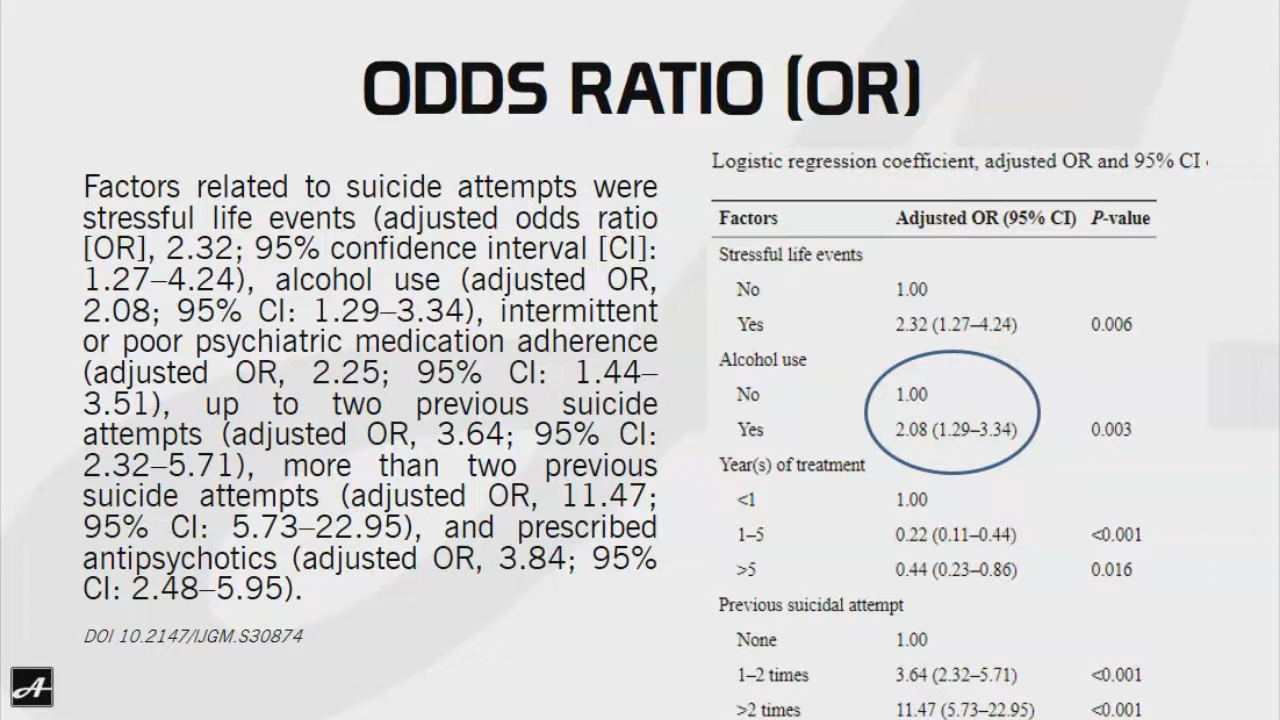 ODDS RATIO (OR)
Factors related to suicide attempts were
stressful life events (adjusted odds ratio
[OR], 2.32; 95% confidence interval [CI]:
1.27–4.24), alcohol use (adjusted OR,
2.08; 95% CI: 1.29–3.34), intermittent
or poor psychiatric medication adherence
(adjusted OR, 2.25; 95% CI: 1.44–
3.51), up to two previous suicide
attempts (adjusted OR, 3.64; 95% CI:
2.32–5.71), more than two previous
suicide attempts (adjusted OR, 11.47;
95% CI: 5.73–22.95), and prescribed
antipsychotics (adjusted OR, 3.84; 95%
CI: 2.48–5.95).
DOI 10.2147/IJGM.S30874
Logistic regression coefficient, adjusted OR and 95% CI
Factors Adjusted OR (95% CI) P-value
Stressful life events
No 1.00
Yes 2.32 (1.27–4.24) 0.006
Alcohol use
No 1.00
Yes 2.08 (1.29–3.34) 0.003
Year(s) of treatment
<1 1.00
1–5 0.22 (0.11–0.44) <0.001
>5 0.44 (0.23–0.86) 0.016
Previous suicidal attempt
None 1.00
1–2 times 3.64 (2.32–5.71) <0.001
>2 times 11.47 (5.73–22.95) <0.001
A